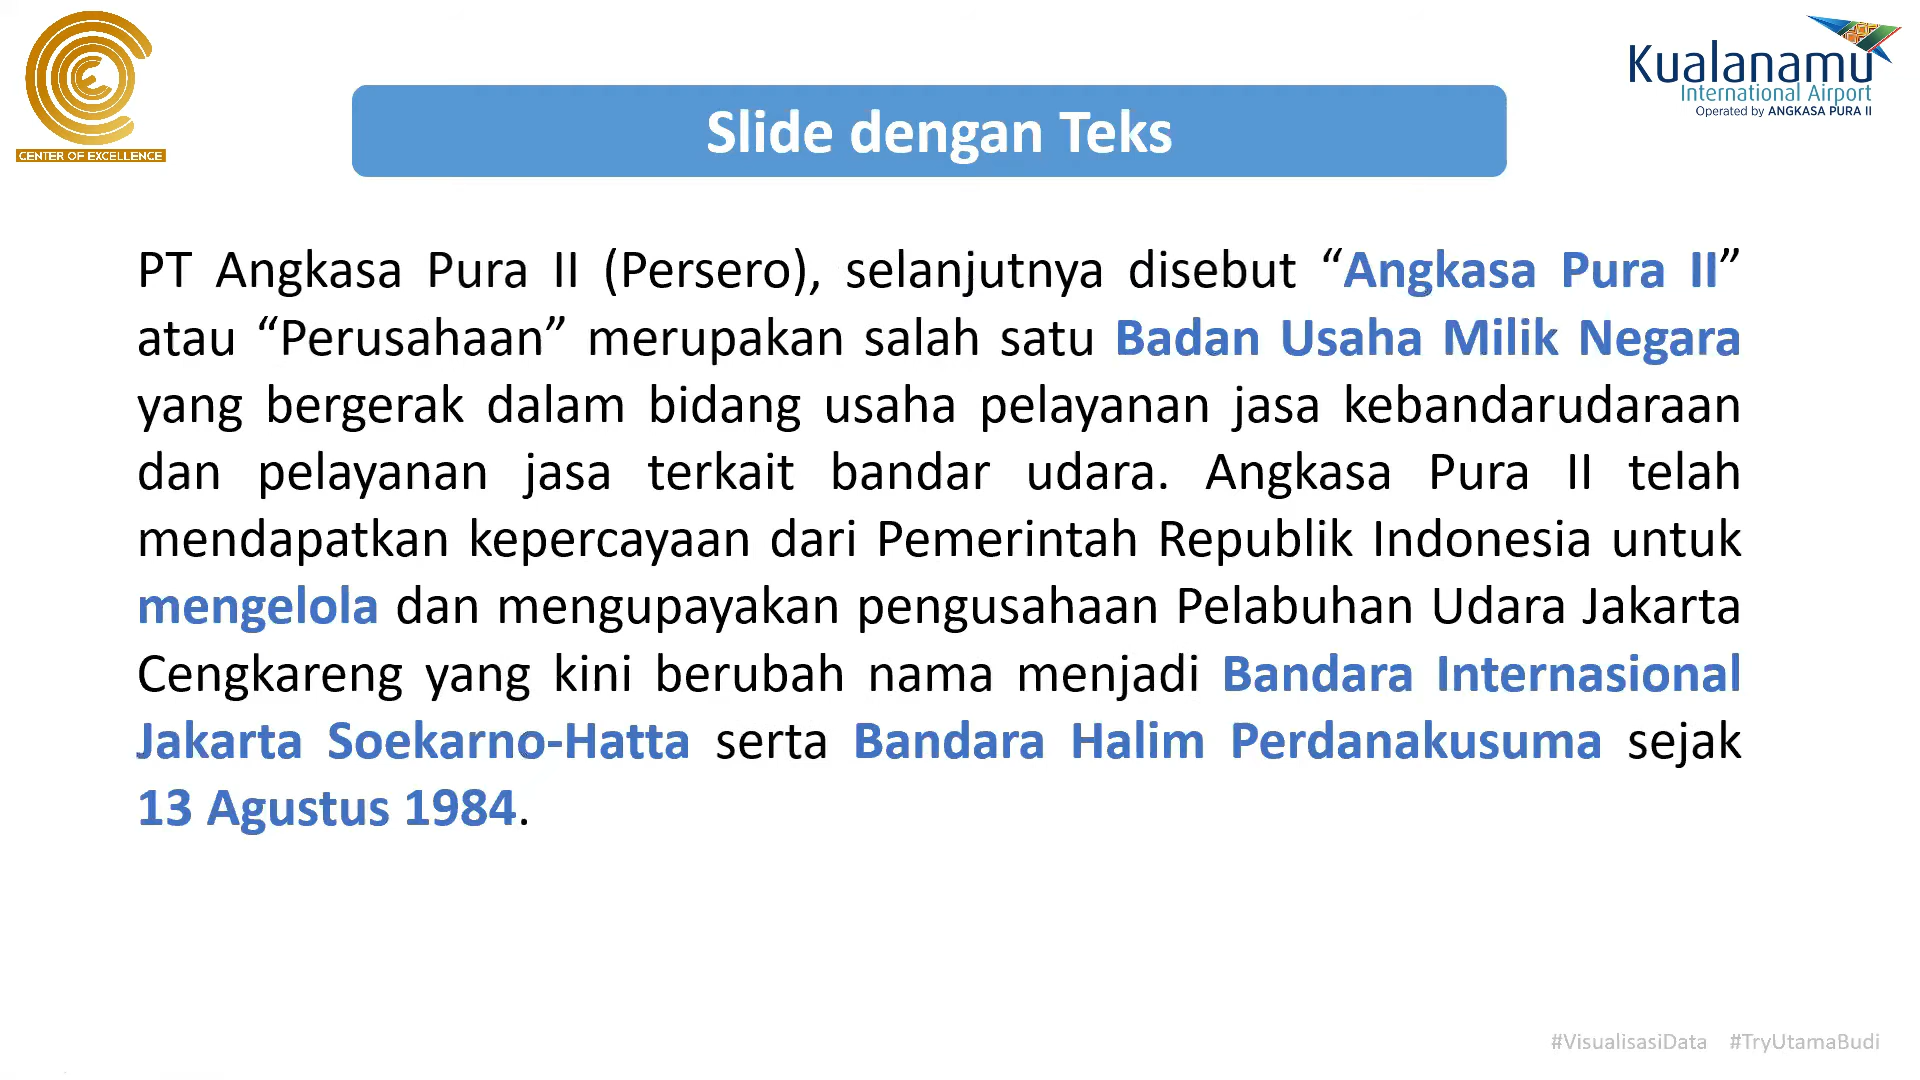 CENTER OF EXCELLENCE
Kualanamu
International Airport
Operated by ANGKASA PURA II
Slide dengan Teks
PT Angkasa Pura II (Persero), selanjutnya disebut “Angkasa Pura II”
atau “Perusahaan” merupakan salah satu Badan Usaha Milik Negara
yang bergerak dalam bidang usaha pelayanan jasa kebandarudaraan
dan pelayanan jasa terkait bandar udara. Angkasa Pura II telah
mendapatkan kepercayaan dari Pemerintah Republik Indonesia untuk
mengelola dan mengupayakan pengusahaan Pelabuhan Udara Jakarta
Cengkareng yang kini berubah nama menjadi Bandara Internasional
Jakarta Soekarno-Hatta serta Bandara Halim Perdanakusuma sejak
13 Agustus 1984.
#VisualisasiData #TryUtamaBudi